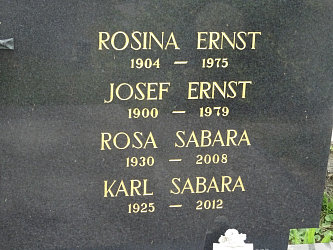 ROSINA ERNST
1904 – 1975
JOSEF ERNST
1900 – 1979
ROSA SABARA
1930 – 2008
KARL SABARA
1925 – 2012